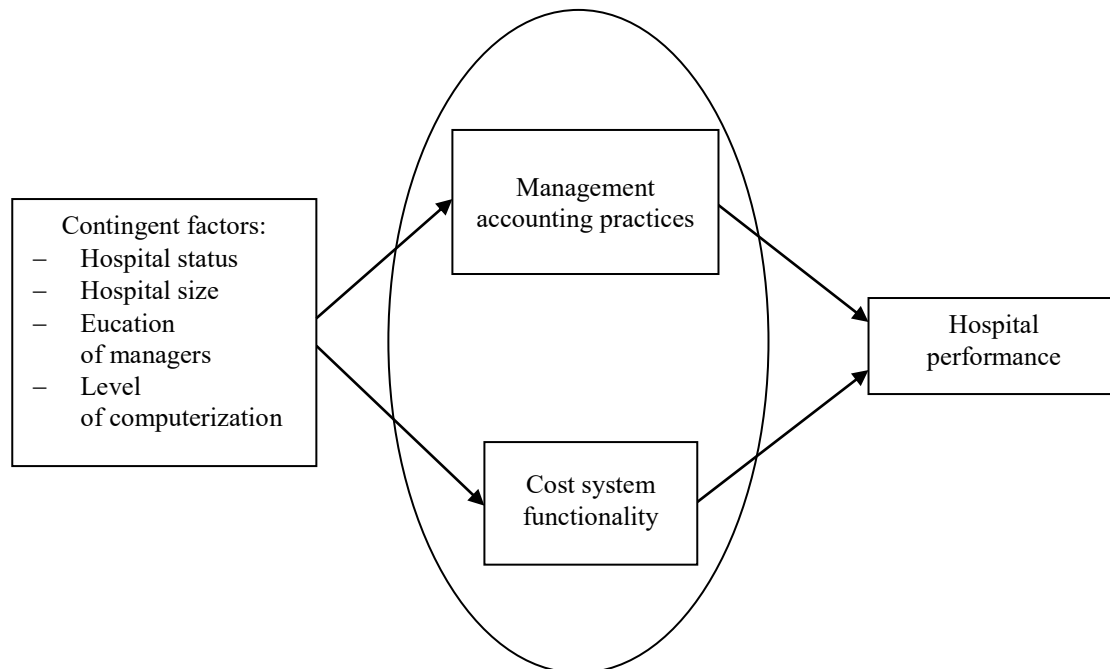 Contingent factors:
– Hospital status
– Hospital size
– Eucation
of managers
– Level
of computerization
Management
accounting practices
Cost system
functionality
Hospital
performance